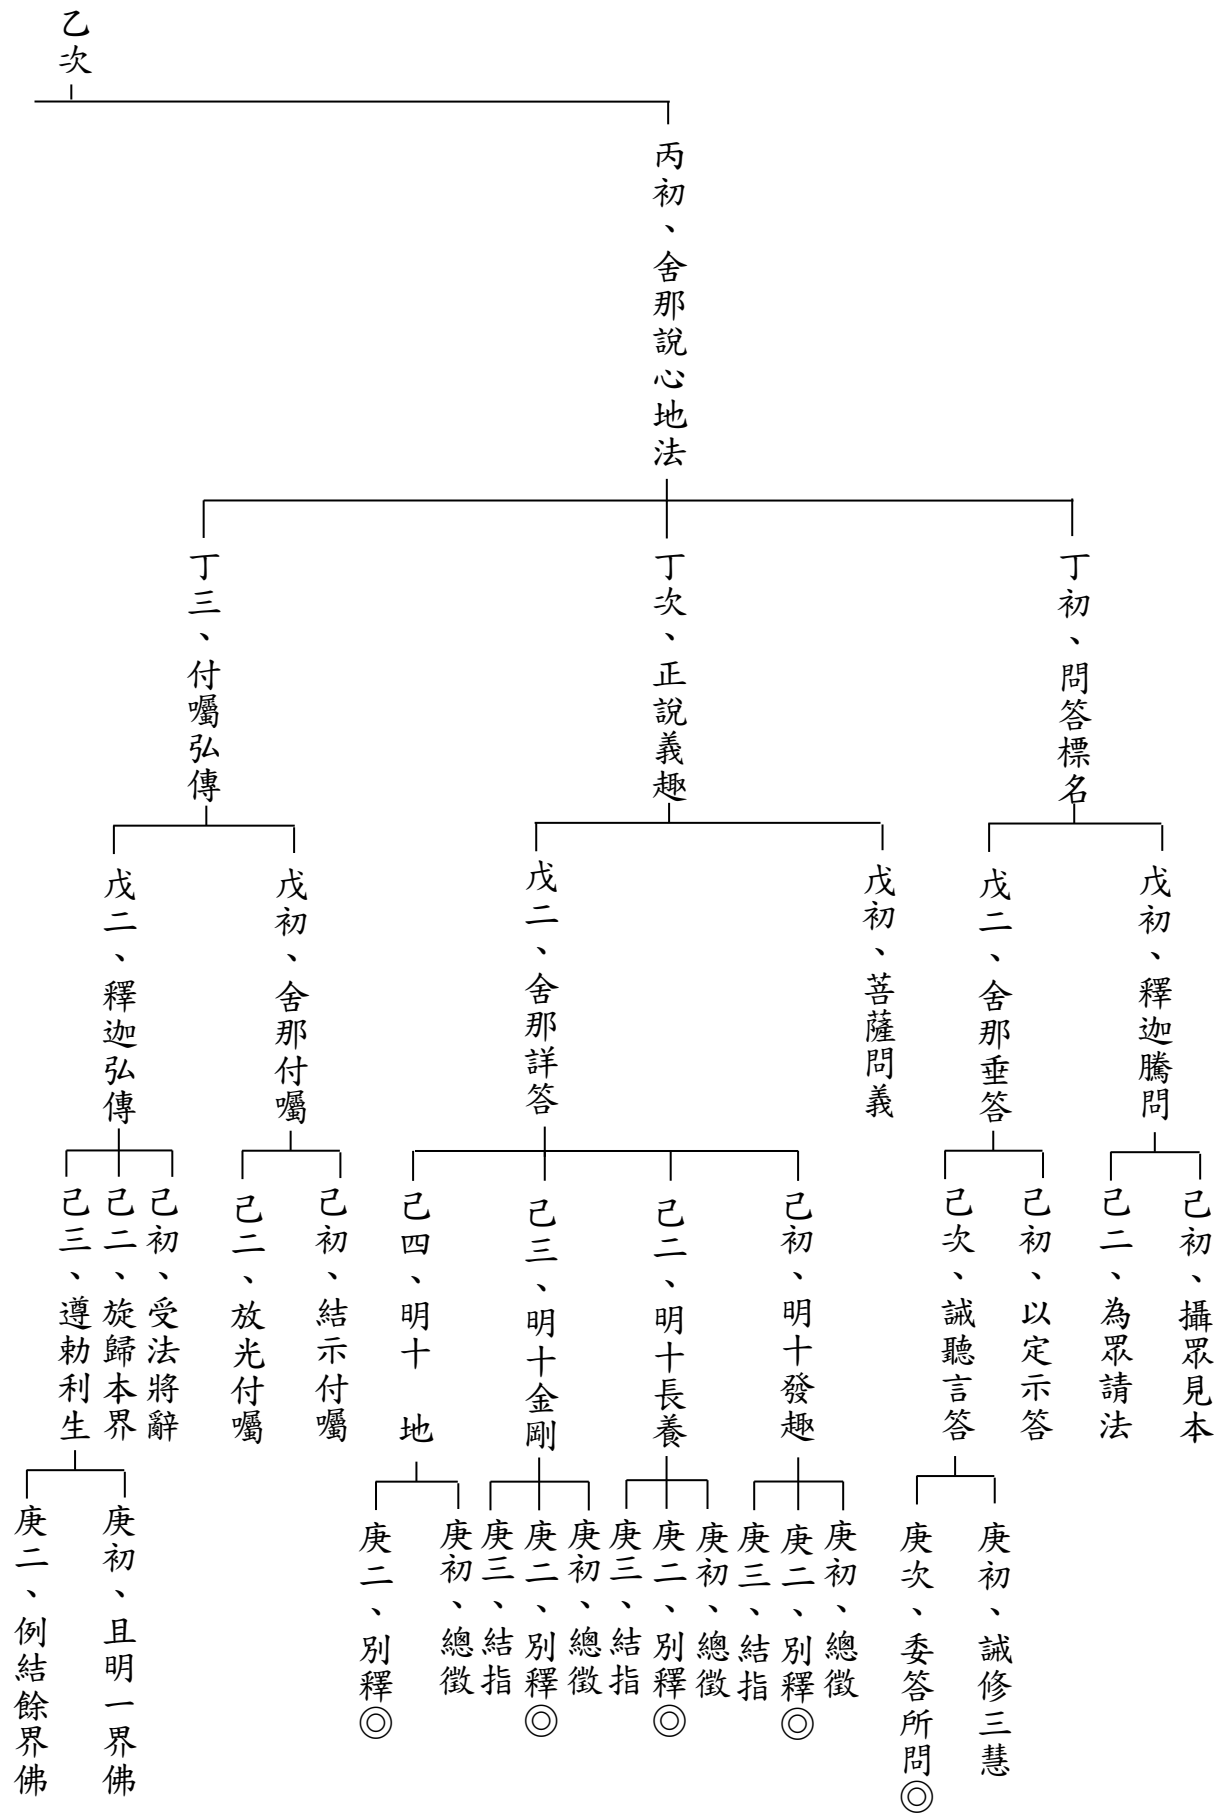 乙次
丙初、舍那說心地法
丁初、問答標名
丁次、正說義趣
丁三、付囑弘傳
戊初、釋迦騰問
戊二、舍那垂答
戊初、菩薩問義
戊二、舍那詳答
戊初、舍那付囑
戊二、釋迦弘傳
己初、攝眾見本
己二、為眾請法
己初、以定示答
己次、誡聽言答
己初、明十發趣
己二、明十長養
己三、明十金剛
己四、明十　地
己初、結示付囑
己二、放光付囑
己初、受法將辭
己二、旋歸本界
己三、遵勅利生
庚初、誡修三慧
庚次、委答所問◎
庚初、總徵
庚二、別釋◎
庚三、結指
庚初、總徵
庚二、別釋◎
庚三、結指
庚初、總徵
庚二、別釋◎
庚三、結指
庚初、總徵
庚二、別釋◎
庚初、且明一界佛
庚二、例結餘界佛